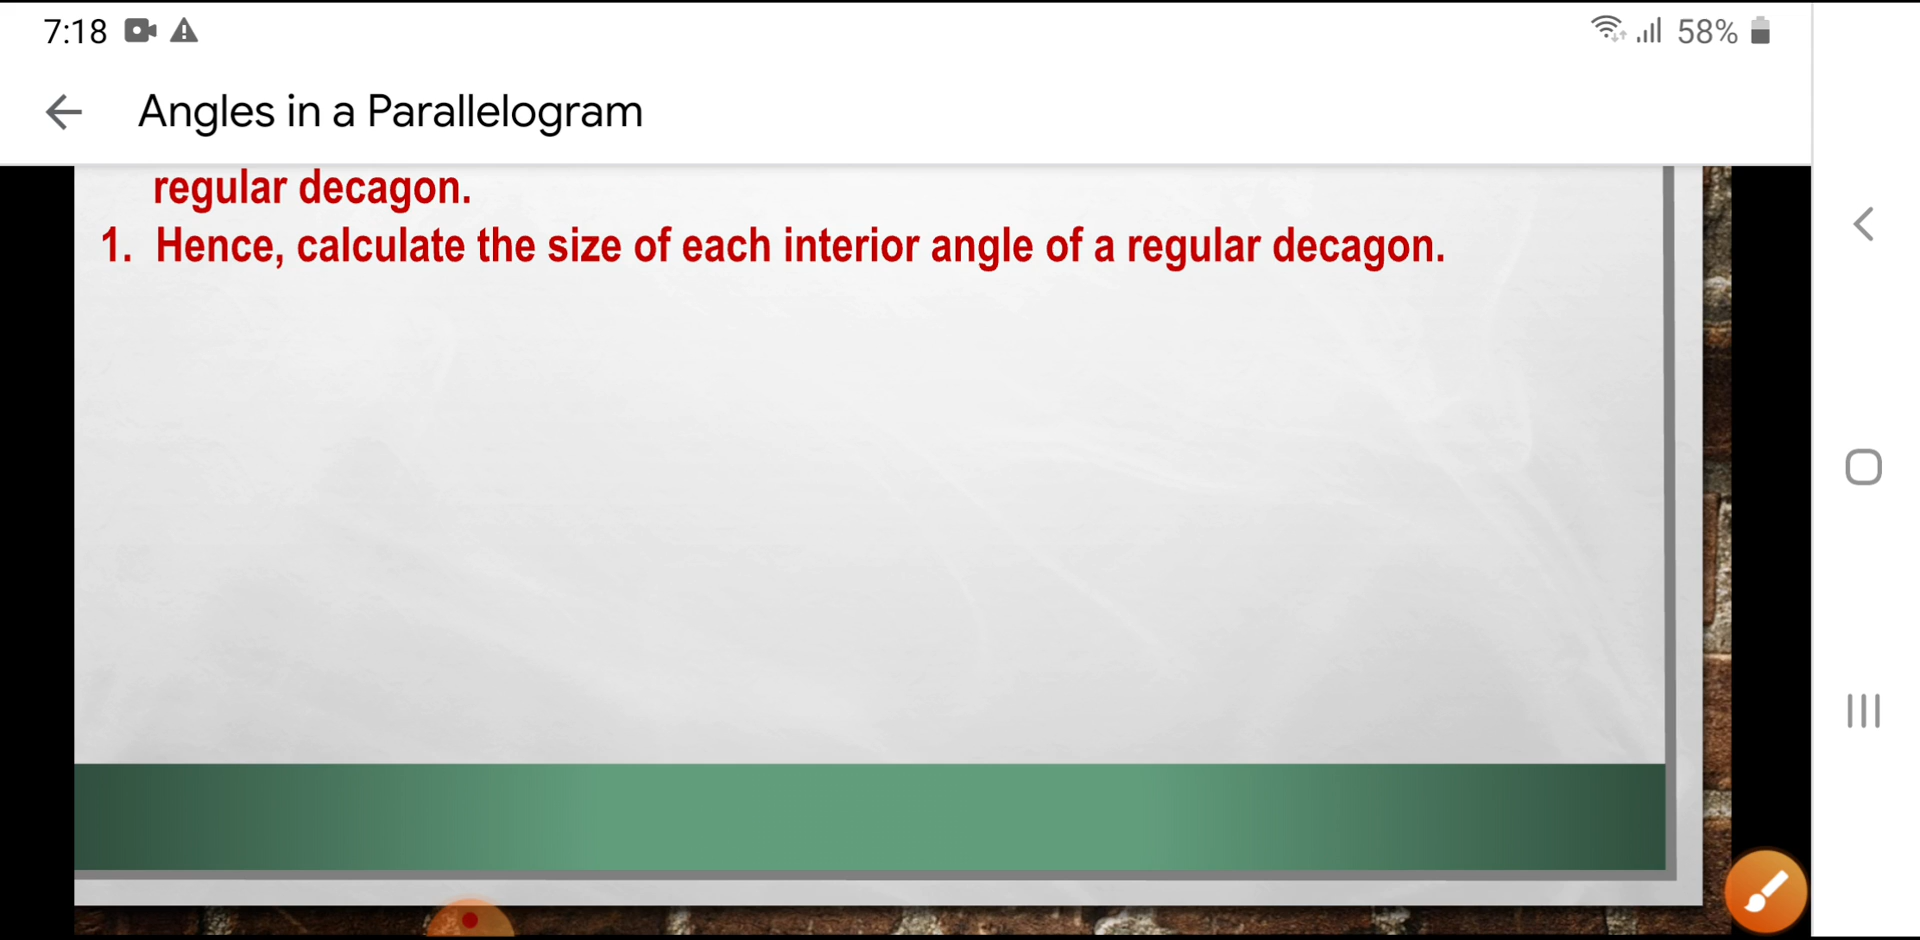 7:18
58%
Angles in a Parallelogram
regular decagon.
1. Hence, calculate the size of each interior angle of a regular decagon.